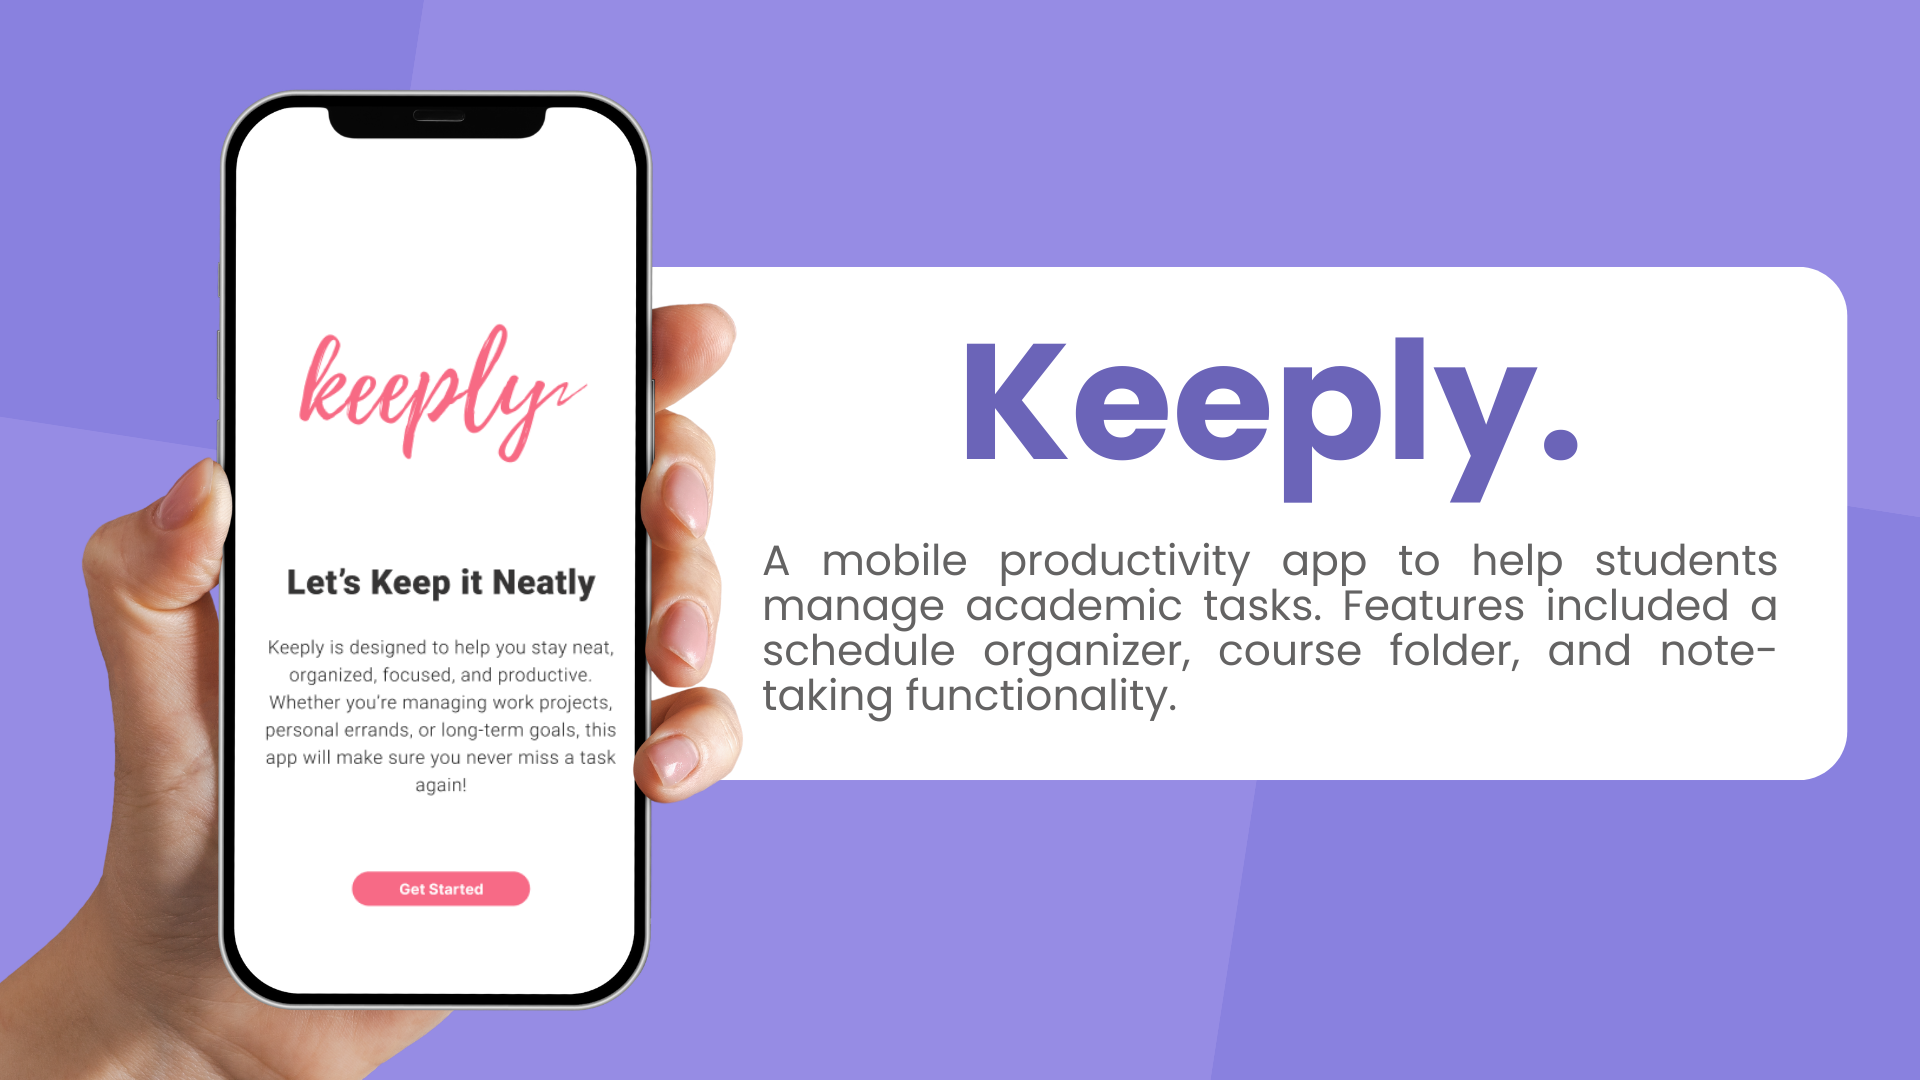 keeply
Let’s Keep it Neatly
Keeply is designed to help you stay neat,
organized, focused, and productive.
Whether you’re managing work projects,
personal errands, or long-term goals, this
app will make sure you never miss a task
again!
Get Started
Keeply.
A mobile productivity app to help students
manage academic tasks. Features included a
schedule organizer, course folder, and note-
taking functionality.